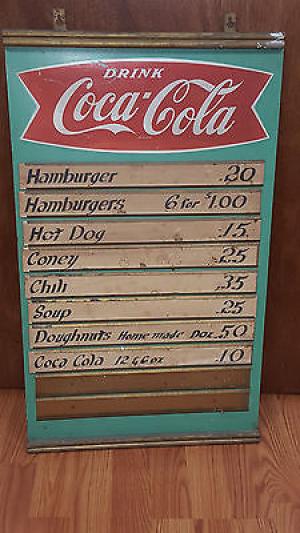 DRINK
Coca-Cola
Hamburger .20
Hamburgers 6 for $1.00
Hot Dog .15
Coney .25
Chili .35
Soup .25
Doughnuts Home made Doz. .50
Coca Cola 12 & 6 oz .10